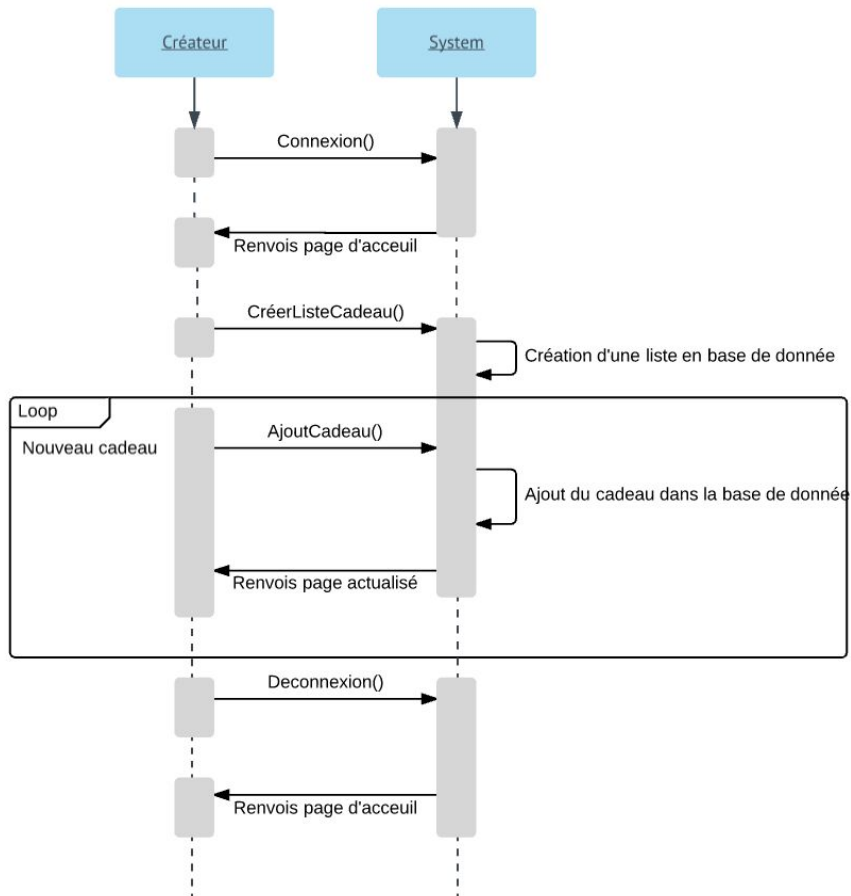 Créateur
System
Connexion()
Renvois page d'acceuil
CréerListeCadeau()
Création d'une liste en base de donnée
Loop
Nouveau cadeau
AjoutCadeau()
Ajout du cadeau dans la base de donnée
Renvois page actualisé
Deconnexion()
Renvois page d'acceuil